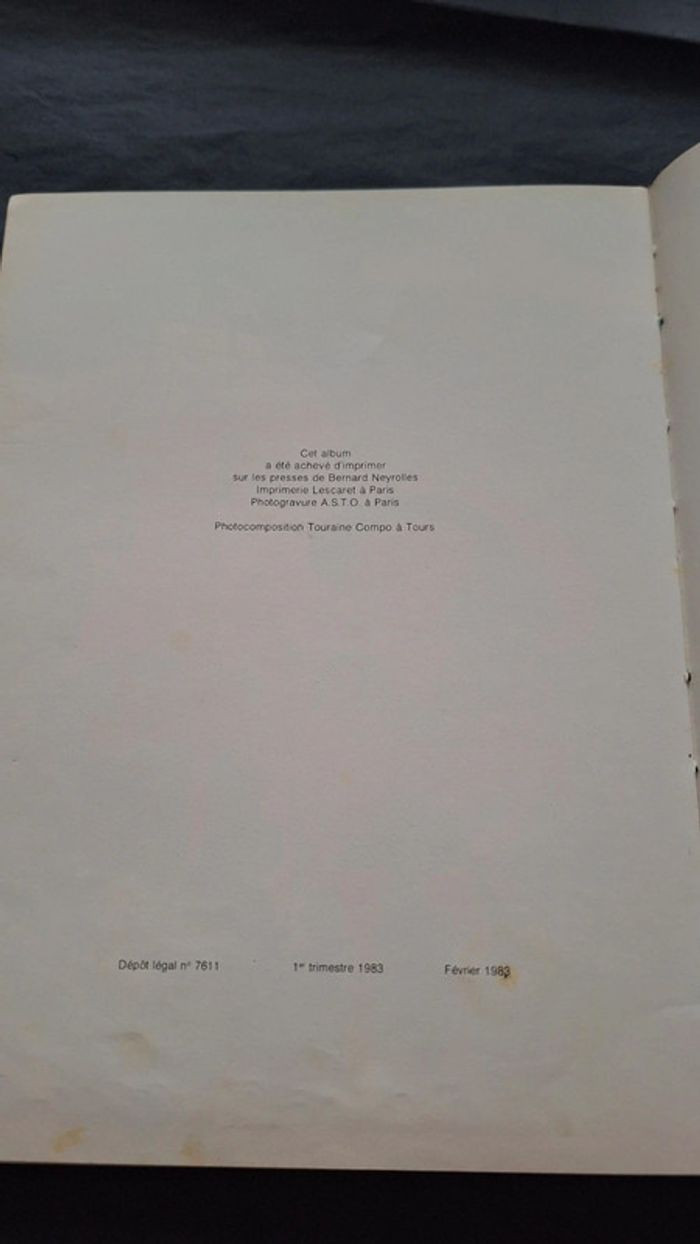 Cet album
a été achevé d'imprimer
sur les presses de Bernard Neyrolles
Imprimerie Lescaret à Paris
Photogravure A.S.T.O. à Paris
Photocomposition Touraine Compo à Tours
Dépôt légal n° 7611 1er trimestre 1983 Février 1983